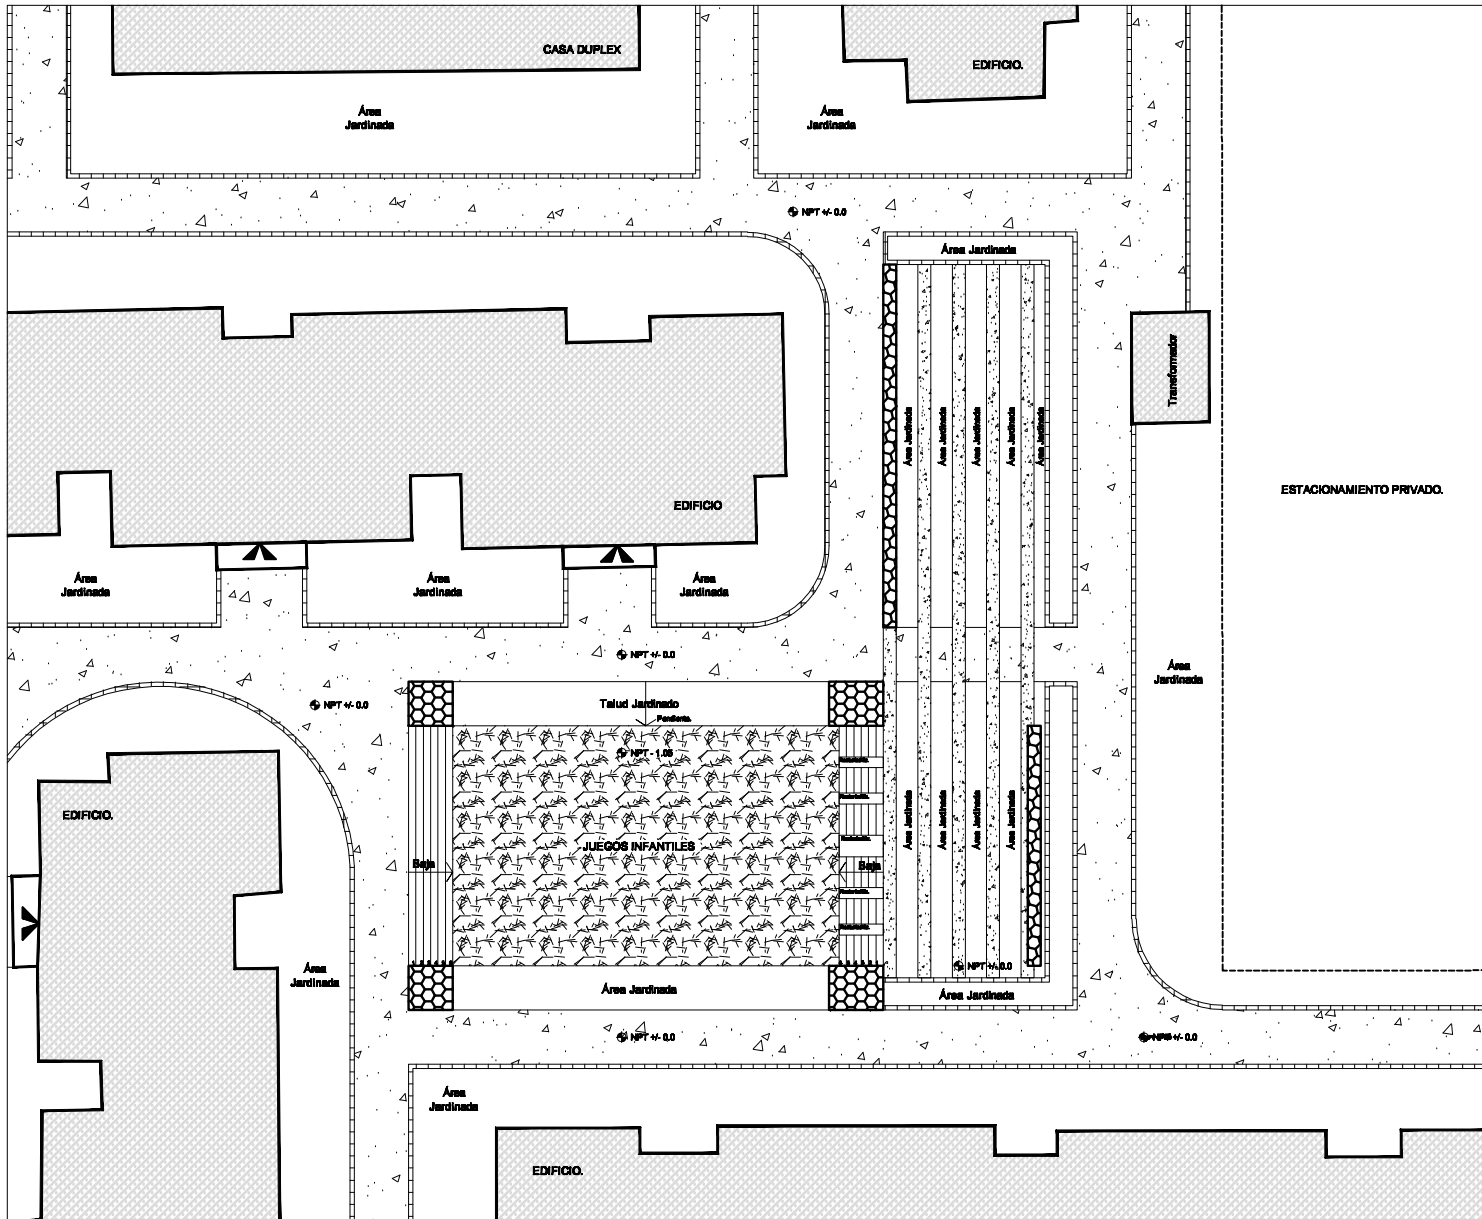 CASA DUPLEX
EDIFICIO.
Área
Jardinada
Área
Jardinada
NPT +/- 0.0
Área Jardinada
Transformador
Área Jardinada
Área Jardinada
Área Jardinada
Área Jardinada
Área Jardinada
ESTACIONAMIENTO PRIVADO.
EDIFICIO
Área
Jardinada
Área
Jardinada
Área
Jardinada
NPT +/- 0.0
Área
Jardinada
NPT +/- 0.0
Talud Jardinado
Pendiente.
NPT - 1.05
EDIFICIO.
JUEGOS INFANTILES
Baja
Baja
Área Jardinada
Área Jardinada
Área Jardinada
Área Jardinada
Área
Jardinada
NPT +/- 0.0
Área Jardinada
Área Jardinada
NPT +/- 0.0
+/- 0.0
Área
Jardinada
EDIFICIO.